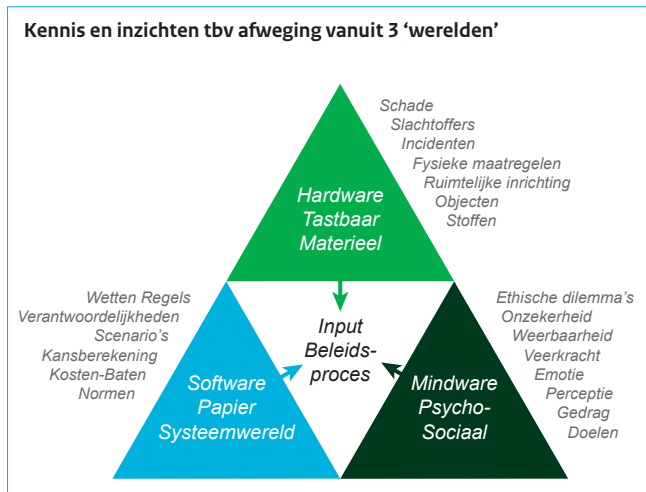 Kennis en inzichten tbv afweging vanuit 3 ‘werelden’
Schade
Slachtoffers
Incidenten
Fysieke maatregelen
Ruimtelijke inrichting
Objecten
Stoffen
Hardware
Tastbaar
Materieel
Wetten Regels
Verantwoordelijkheden
Scenario’s
Kansberekening
Kosten-Baten
Normen
Software
Papier
Systeemwereld
Input
Beleids-
proces
Mindware
Psycho-
Sociaal
Ethische dilemma’s
Onzekerheid
Weerbaarheid
Veerkracht
Emotie
Perceptie
Gedrag
Doelen